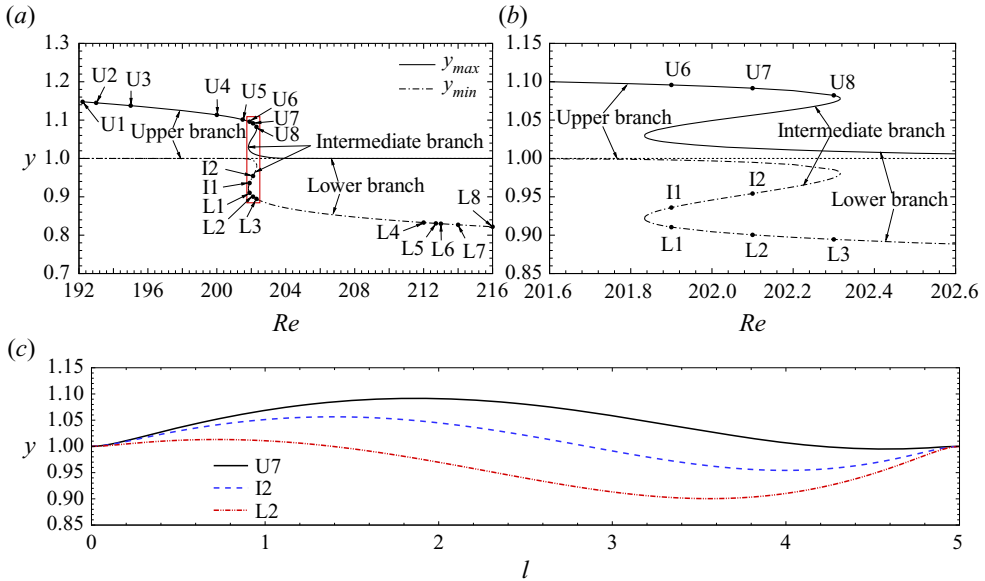 (a)
1.3
1.2
1.1
1.0
0.9
0.8
0.7
y
192
196
200
204
208
212
216
Re
y_max
y_min
U1
U2
U3
U4
U5
U6
U7
U8
Upper branch
Intermediate branch
Lower branch
I2
I1
L1
L2
L3
L4
L5
L6
L7
L8
(b)
1.15
1.10
1.05
1.00
0.95
0.90
0.85
201.6
201.8
202.0
202.2
202.4
202.6
Re
U6
U7
U8
Upper branch
Intermediate branch
Lower branch
I1
I2
L1
L2
L3
(c)
1.15
1.10
1.05
1.00
0.95
0.90
0.85
y
U7
I2
L2
0
1
2
3
4
5
l